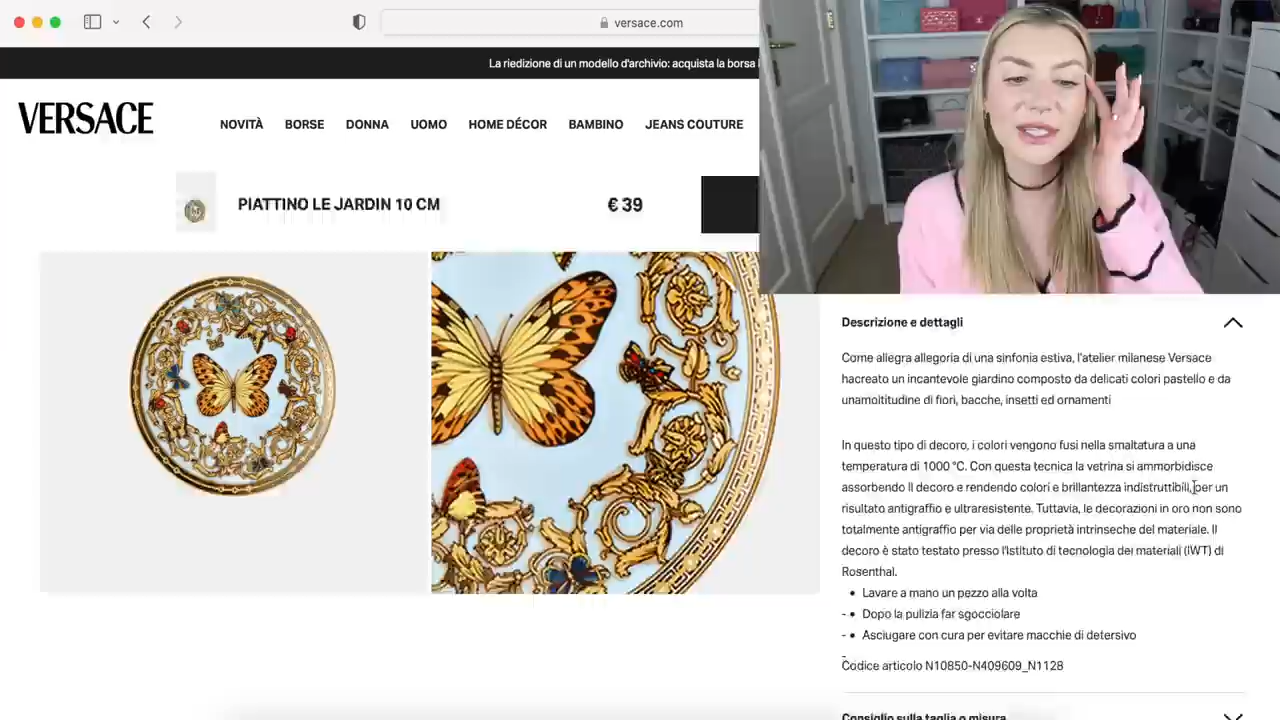 versace.com
La riedizione di un modello d'archivio: acquista la borsa
VERSACE
NOVITÀ BORSE DONNA UOMO HOME DÉCOR BAMBINO JEANS COUTURE
PIATTINO LE JARDIN 10 CM € 39
Descrizione e dettagli
Come allegra allegoria di una sinfonia estiva, l'atelier milanese Versace
hacreato un incantevole giardino composto da delicati colori pastello e da
unamoltitudine di fiori, bacche, insetti ed ornamenti
In questo tipo di decoro, i colori vengono fusi nella smaltatura a una
temperatura di 1000 °C. Con questa tecnica la vetrina si ammorbidisce
assorbendo il decoro e rendendo colori e brillantezza indistruttibili, per un
risultato antigraffio e ultraresistente. Tuttavia, le decorazioni in oro non sono
totalmente antigraffio per via delle proprietà intrinseche del materiale. Il
decoro è stato testato presso l'Istituto di tecnologia dei materiali (IWT) di
Rosenthal.
• Lavare a mano un pezzo alla volta
- • Dopo la pulizia far sgocciolare
- • Asciugare con cura per evitare macchie di detersivo
-
Codice articolo N10850-N409609_N1128
Consiglio sulla taglia o misura